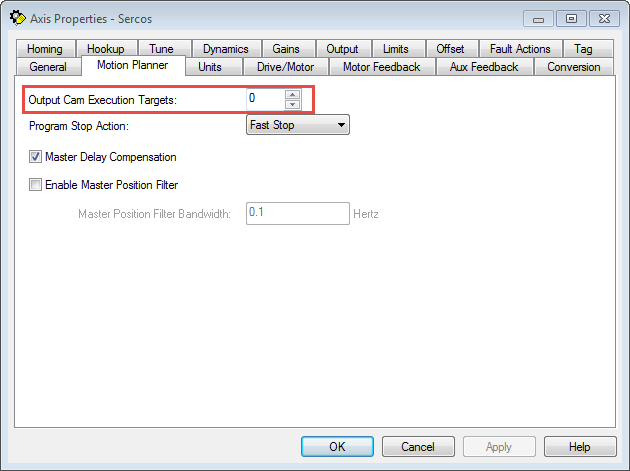 Axis Properties - Sercos
Homing Hookup Tune Dynamics Gains Output Limits Offset Fault Actions Tag
General Motion Planner Units Drive/Motor Motor Feedback Aux Feedback Conversion
Output Cam Execution Targets: 0
Program Stop Action: Fast Stop
Master Delay Compensation
Enable Master Position Filter
Master Position Filter Bandwidth: 0.1 Hertz
OK Cancel Apply Help